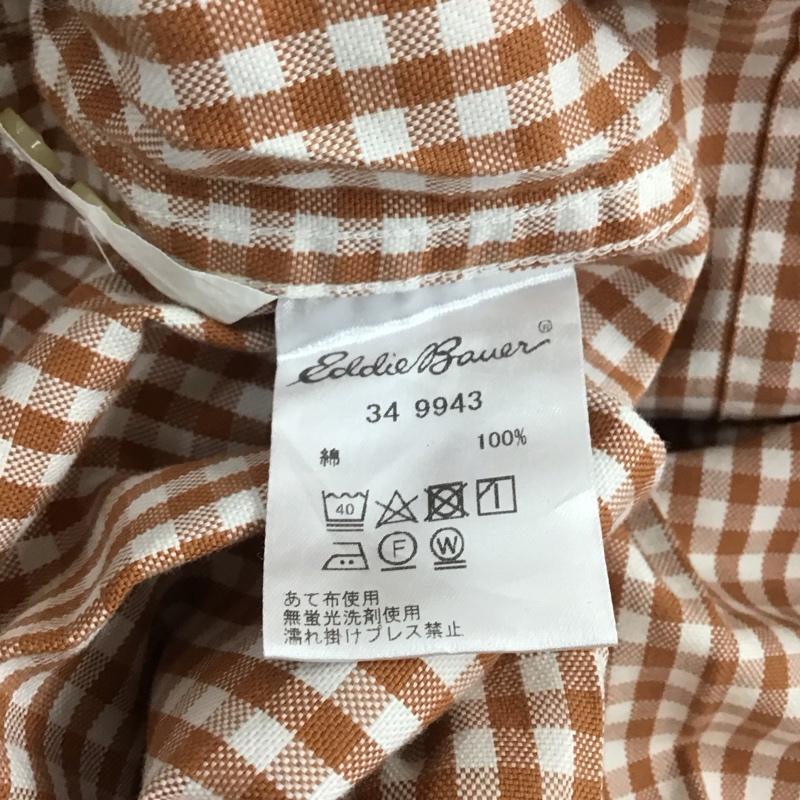 Eddie Bauer®
34 9943
綿 100%
40
F W
あて布使用
無蛍光洗剤使用
濡れ掛けプレス禁止